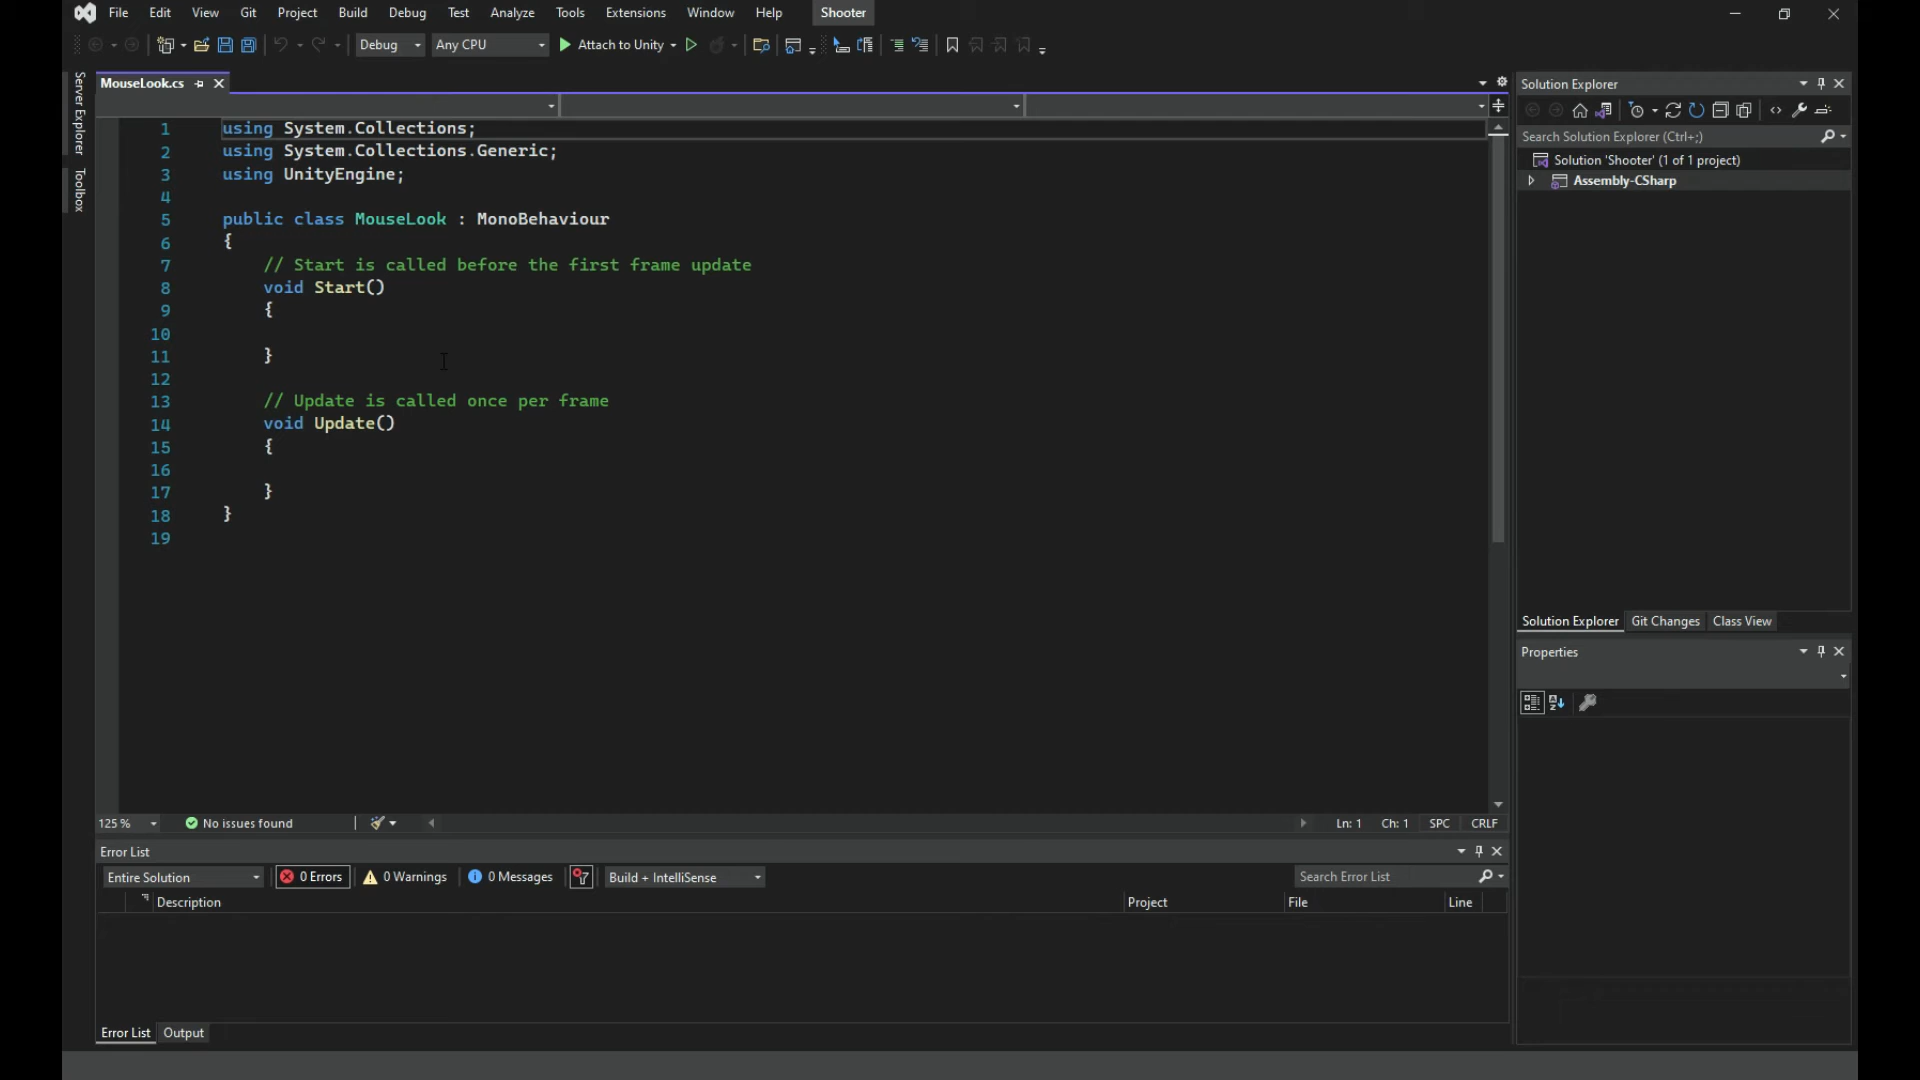 File Edit View Git Project Build Debug Test Analyze Tools Extensions Window Help Shooter
Debug Any CPU Attach to Unity
Server Explorer
Toolbox
MouseLook.cs
1 using System.Collections;
2 using System.Collections.Generic;
3 using UnityEngine;
4
5 public class MouseLook : MonoBehaviour
6 {
7 // Start is called before the first frame update
8 void Start()
9 {
10
11 }
12
13 // Update is called once per frame
14 void Update()
15 {
16
17 }
18 }
19
125 % No issues found Ln: 1 Ch: 1 SPC CRLF
Error List
Entire Solution 0 Errors 0 Warnings 0 Messages Build + IntelliSense Search Error List
Description Project File Line
Error List Output
Solution Explorer
Search Solution Explorer (Ctrl+;)
Solution 'Shooter' (1 of 1 project)
Assembly-CSharp
Solution Explorer Git Changes Class View
Properties